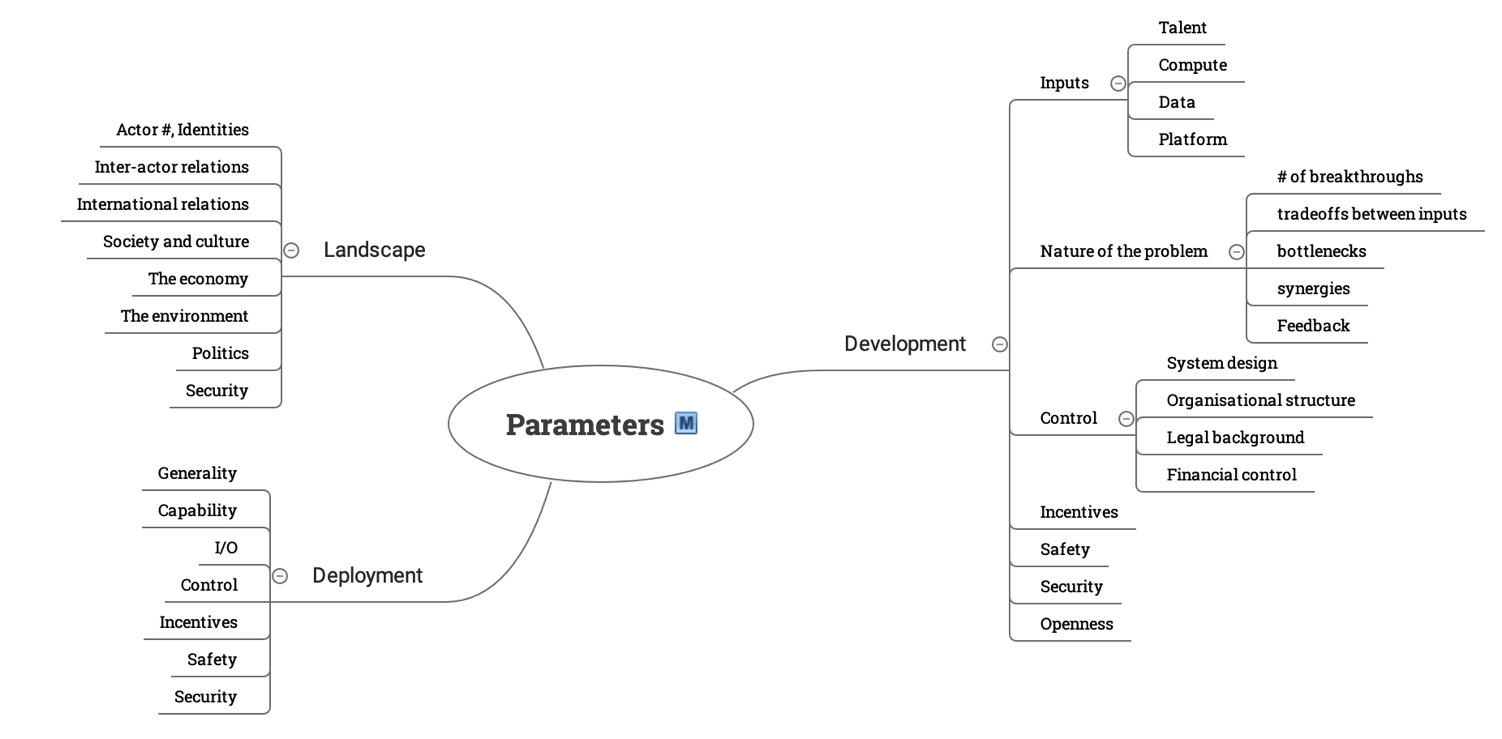 Parameters M
Landscape
Actor #, Identities
Inter-actor relations
International relations
Society and culture
The economy
The environment
Politics
Security
Deployment
Generality
Capability
I/O
Control
Incentives
Safety
Security
Development
Inputs
Talent
Compute
Data
Platform
Nature of the problem
# of breakthroughs
tradeoffs between inputs
bottlenecks
synergies
Feedback
Control
System design
Organisational structure
Legal background
Financial control
Incentives
Safety
Security
Openness